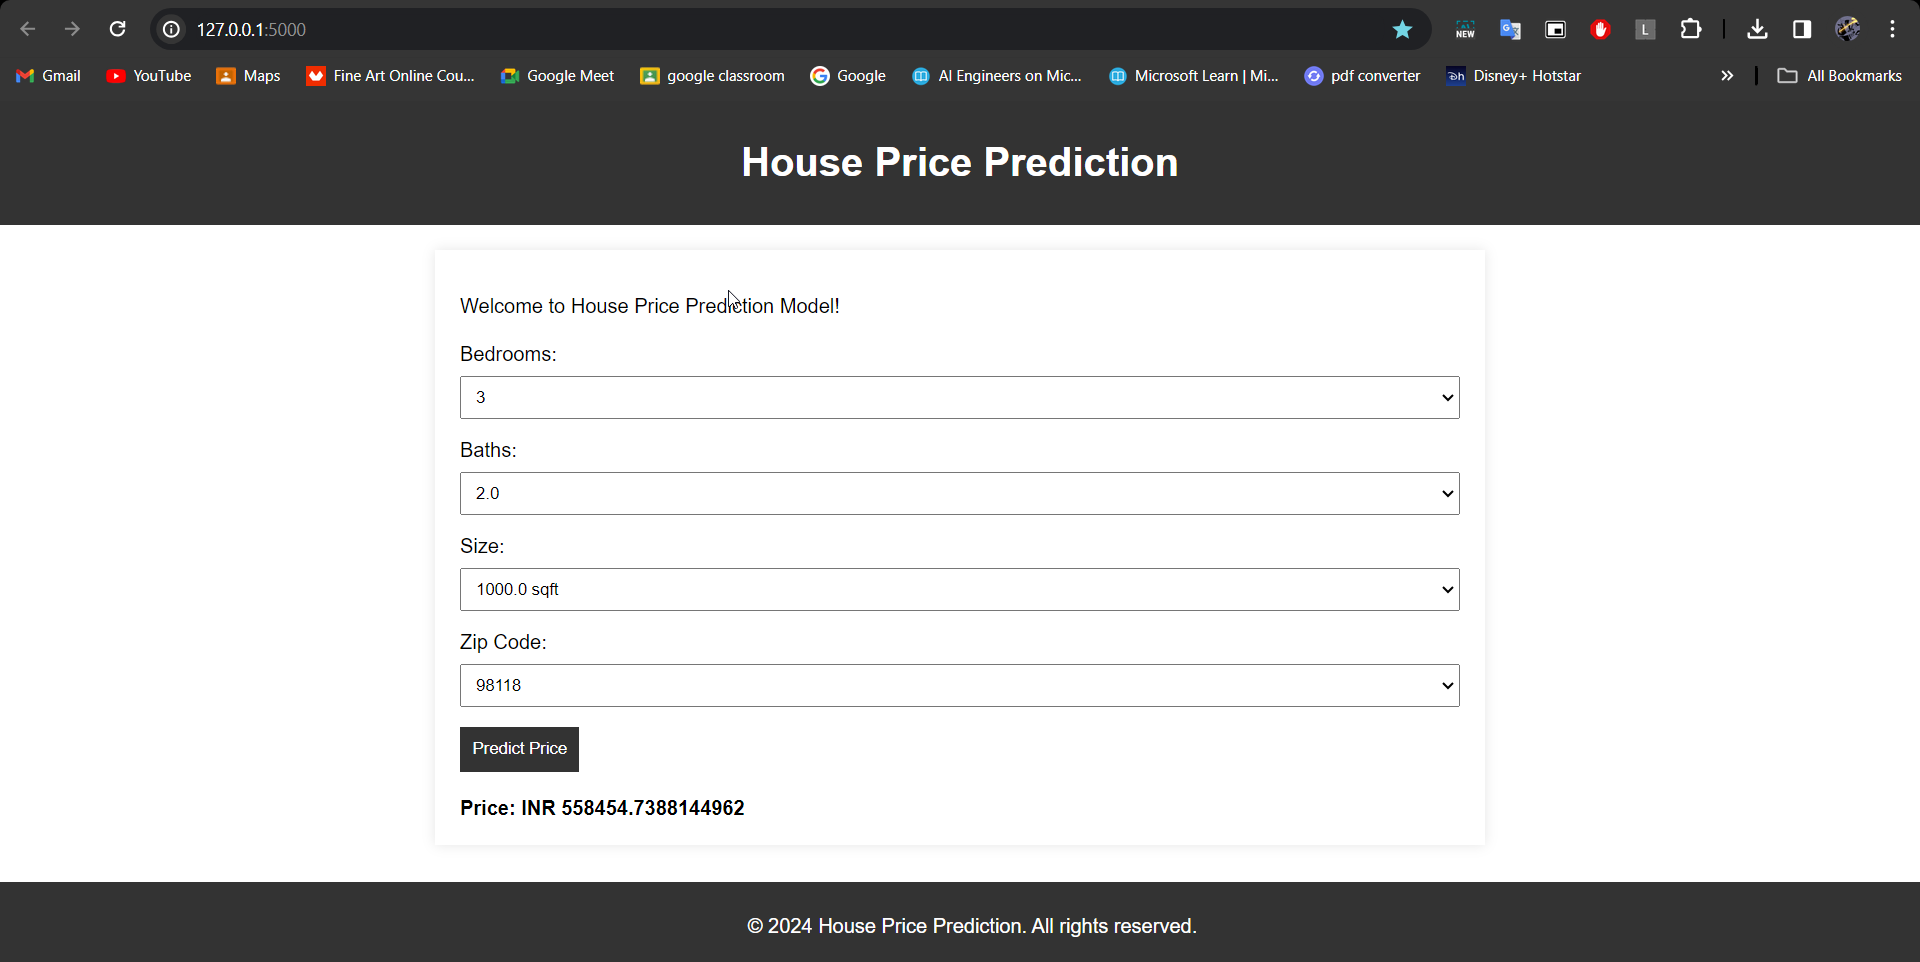 127.0.0.1:5000
NEW
L
Gmail YouTube Maps Fine Art Online Cou... Google Meet google classroom Google AI Engineers on Mic... Microsoft Learn | Mi... pdf converter Disney+ Hotstar » All Bookmarks
House Price Prediction
Welcome to House Price Prediction Model!
Bedrooms:
3
Baths:
2.0
Size:
1000.0 sqft
Zip Code:
98118
Predict Price
Price: INR 558454.7388144962
© 2024 House Price Prediction. All rights reserved.